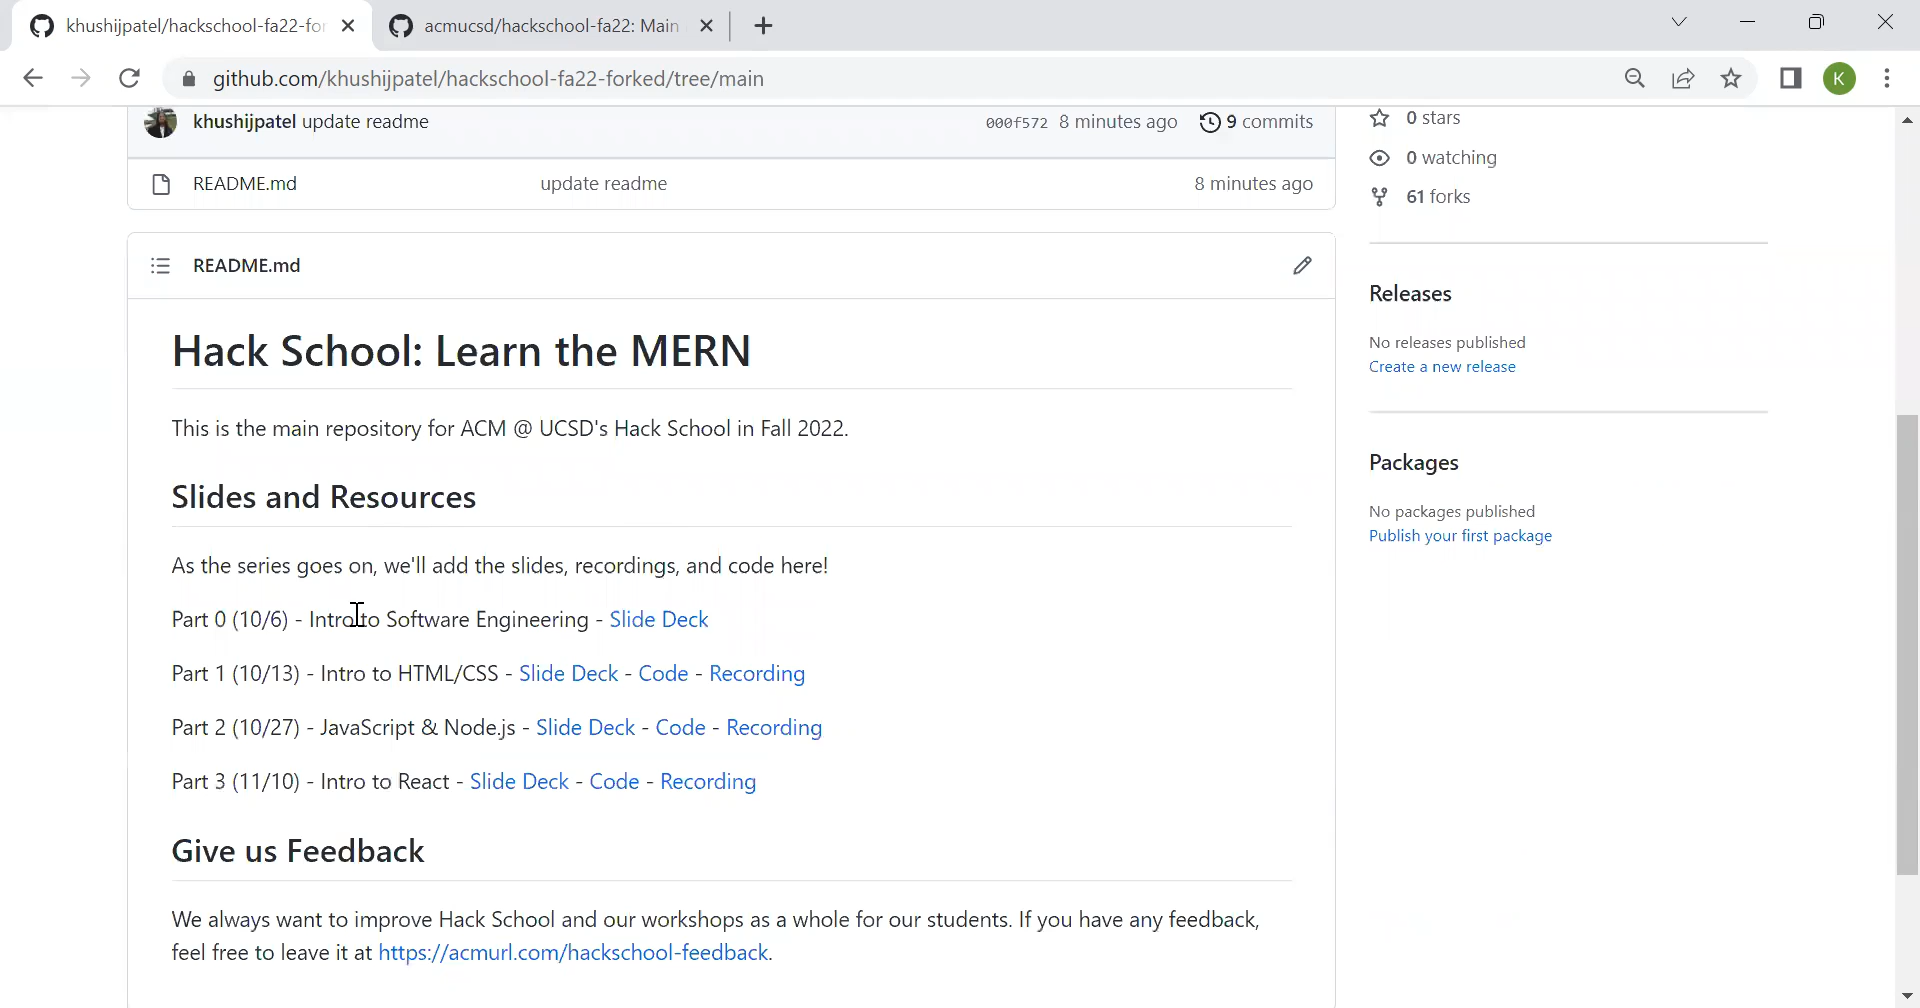 khushijpatel/hackschool-fa22-for
acmucsd/hackschool-fa22: Main
github.com/khushijpatel/hackschool-fa22-forked/tree/main
K
khushijpatel update readme 000f572 8 minutes ago 9 commits
README.md update readme 8 minutes ago
0 stars
0 watching
61 forks
README.md
Hack School: Learn the MERN
This is the main repository for ACM @ UCSD's Hack School in Fall 2022.
Slides and Resources
As the series goes on, we'll add the slides, recordings, and code here!
Part 0 (10/6) - Intro to Software Engineering - Slide Deck
Part 1 (10/13) - Intro to HTML/CSS - Slide Deck - Code - Recording
Part 2 (10/27) - JavaScript & Node.js - Slide Deck - Code - Recording
Part 3 (11/10) - Intro to React - Slide Deck - Code - Recording
Give us Feedback
We always want to improve Hack School and our workshops as a whole for our students. If you have any feedback,
feel free to leave it at https://acmurl.com/hackschool-feedback.
Releases
No releases published
Create a new release
Packages
No packages published
Publish your first package